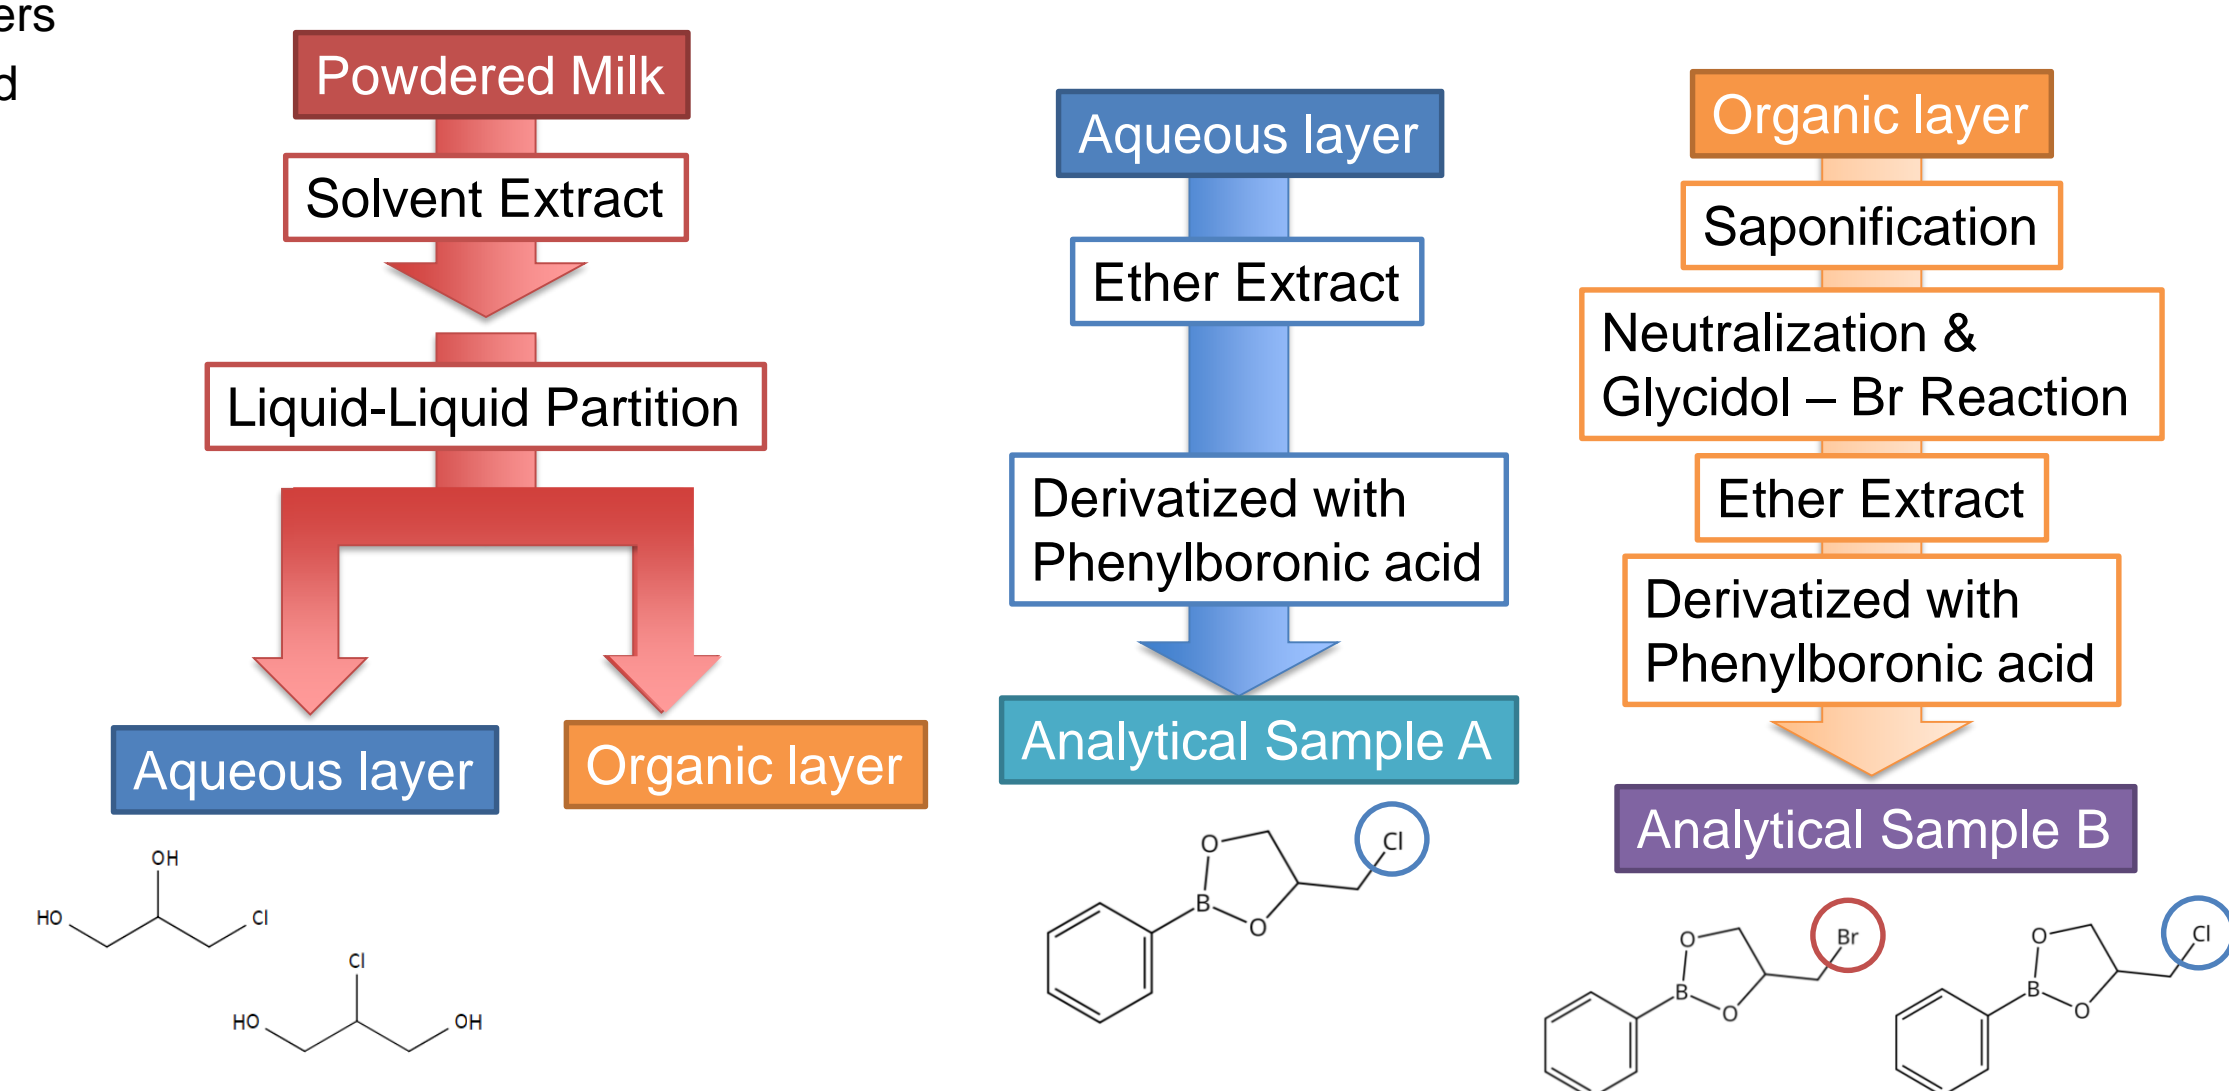 ers
d
Powdered Milk
Solvent Extract
Liquid-Liquid Partition
Aqueous layer
Organic layer
OH
HO
Cl
Cl
HO
OH
Aqueous layer
Ether Extract
Derivatized with
Phenylboronic acid
Analytical Sample A
O
Cl
B
O
Organic layer
Saponification
Neutralization &
Glycidol – Br Reaction
Ether Extract
Derivatized with
Phenylboronic acid
Analytical Sample B
O
Br
B
O
O
Cl
B
O